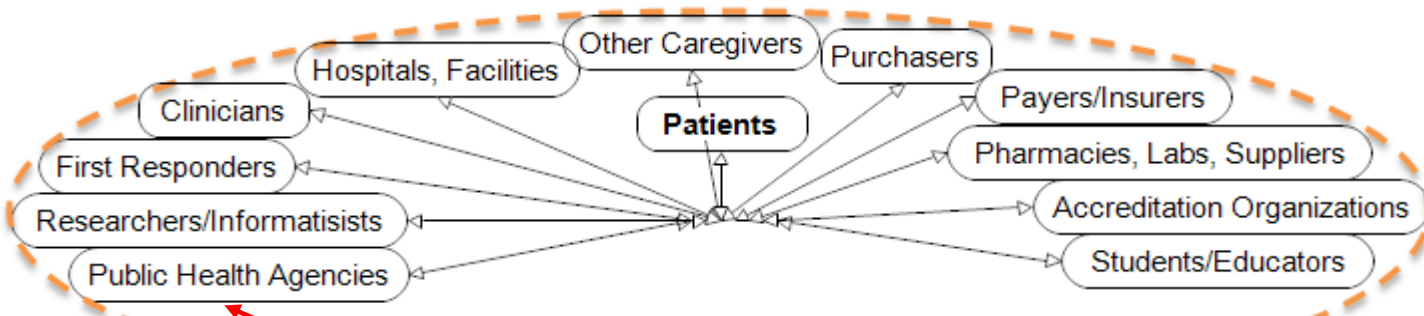 Other Caregivers
Purchasers
Hospitals, Facilities
Payers/Insurers
Clinicians
Patients
First Responders
Pharmacies, Labs, Suppliers
Researchers/Informatisists
Accreditation Organizations
Public Health Agencies
Students/Educators